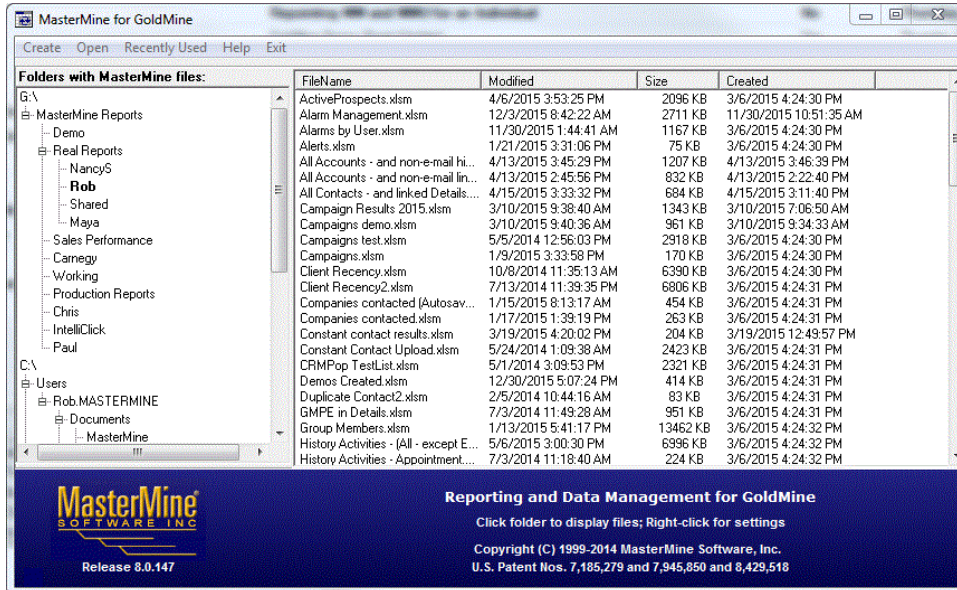 MasterMine for GoldMine
Create Open Recently Used Help Exit
Folders with MasterMine files:
G:\
MasterMine Reports
Demo
Real Reports
NancyS
Rob
Shared
Maya
Sales Performance
Carnegy
Working
Production Reports
Chris
IntelliClick
Paul
C:\
Users
Rob.MASTERMINE
Documents
MasterMine
FileName Modified Size Created
ActiveProspects.xlsm 4/6/2015 3:53:25 PM 2096 KB 3/6/2015 4:24:30 PM
Alarm Management.xlsm 12/3/2015 8:42:22 AM 2711 KB 11/30/2015 10:51:35 AM
Alarms by User.xlsm 11/30/2015 1:44:41 AM 1167 KB 3/6/2015 4:24:30 PM
Alerts.xlsm 1/21/2015 3:31:06 PM 75 KB 3/6/2015 4:24:30 PM
All Accounts - and non-e-mail hi... 4/13/2015 3:45:29 PM 1207 KB 4/13/2015 3:46:39 PM
All Accounts - and non-e-mail lin... 4/13/2015 2:45:56 PM 832 KB 4/13/2015 2:22:40 PM
All Contacts - and linked Details.... 4/15/2015 3:33:32 PM 684 KB 4/15/2015 3:11:40 PM
Campaign Results 2015.xlsm 3/10/2015 9:38:40 AM 1343 KB 3/10/2015 7:06:50 AM
Campaigns demo.xlsm 3/10/2015 9:40:36 AM 961 KB 3/10/2015 9:34:33 AM
Campaigns test.xlsm 5/5/2014 12:56:03 PM 2918 KB 3/6/2015 4:24:30 PM
Campaigns.xlsm 1/9/2015 3:33:58 PM 170 KB 3/6/2015 4:24:30 PM
Client Recency.xlsm 10/8/2014 11:35:13 AM 6390 KB 3/6/2015 4:24:30 PM
Client Recency2.xlsm 7/13/2014 11:39:35 PM 6806 KB 3/6/2015 4:24:31 PM
Companies contacted (Autosav... 1/15/2015 8:13:17 AM 454 KB 3/6/2015 4:24:31 PM
Companies contacted.xlsm 1/17/2015 1:39:19 PM 263 KB 3/6/2015 4:24:31 PM
Constant contact results.xlsm 3/19/2015 4:20:02 PM 204 KB 3/19/2015 12:49:57 PM
Constant Contact Upload.xlsm 5/24/2014 1:09:38 AM 2423 KB 3/6/2015 4:24:31 PM
CRMPop TestList.xlsm 5/1/2014 3:09:53 PM 2321 KB 3/6/2015 4:24:31 PM
Demos Created.xlsm 12/30/2015 5:07:24 PM 414 KB 3/6/2015 4:24:31 PM
Duplicate Contact2.xlsm 2/5/2014 10:44:16 AM 83 KB 3/6/2015 4:24:31 PM
GMPE in Details.xlsm 7/3/2014 11:49:28 AM 951 KB 3/6/2015 4:24:31 PM
Group Members.xlsm 1/13/2015 5:41:17 PM 13462 KB 3/6/2015 4:24:32 PM
History Activities - (All - except E... 5/6/2015 3:00:30 PM 6996 KB 3/6/2015 4:24:32 PM
History Activities - Appointment.... 7/3/2014 11:18:40 AM 224 KB 3/6/2015 4:24:32 PM
MasterMine
SOFTWARE INC
Release 8.0.147
Reporting and Data Management for GoldMine
Click folder to display files; Right-click for settings
Copyright (C) 1999-2014 MasterMine Software, Inc.
U.S. Patent Nos. 7,185,279 and 7,945,850 and 8,429,518